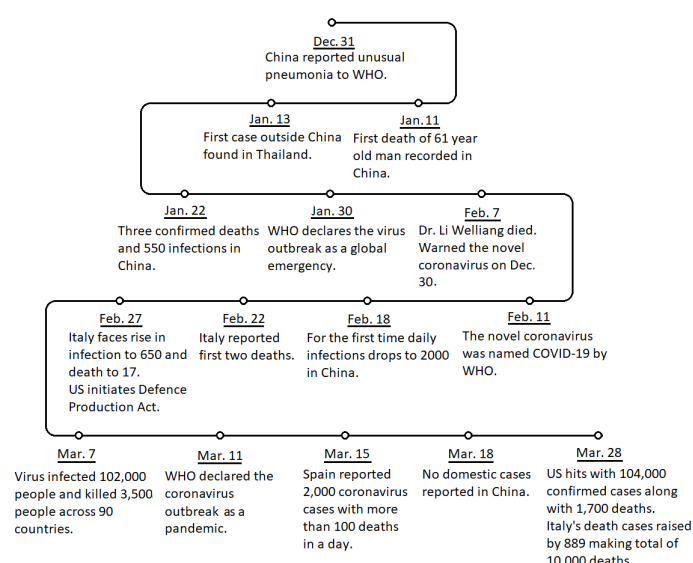 Dec. 31
China reported unusual
pneumonia to WHO.
Jan. 11
First death of 61 year
old man recorded in
China.
Jan. 13
First case outside China
found in Thailand.
Jan. 22
Three confirmed deaths
and 550 infections in
China.
Jan. 30
WHO declares the virus
outbreak as a global
emergency.
Feb. 7
Dr. Li Welliang died.
Warned the novel
coronavirus on Dec.
30.
Feb. 11
The novel coronavirus
was named COVID-19 by
WHO.
Feb. 18
For the first time daily
infections drops to 2000
in China.
Feb. 22
Italy reported
first two deaths.
Feb. 27
Italy faces rise in
infection to 650 and
death to 17.
US initiates Defence
Production Act.
Mar. 7
Virus infected 102,000
people and killed 3,500
people across 90
countries.
Mar. 11
WHO declared the
coronavirus
outbreak as a
pandemic.
Mar. 15
Spain reported
2,000 coronavirus
cases with more
than 100 deaths
in a day.
Mar. 18
No domestic cases
reported in China.
Mar. 28
US hits with 104,000
confirmed cases along
with 1,700 deaths.
Italy's death cases raised
by 889 making total of
10,000 deaths